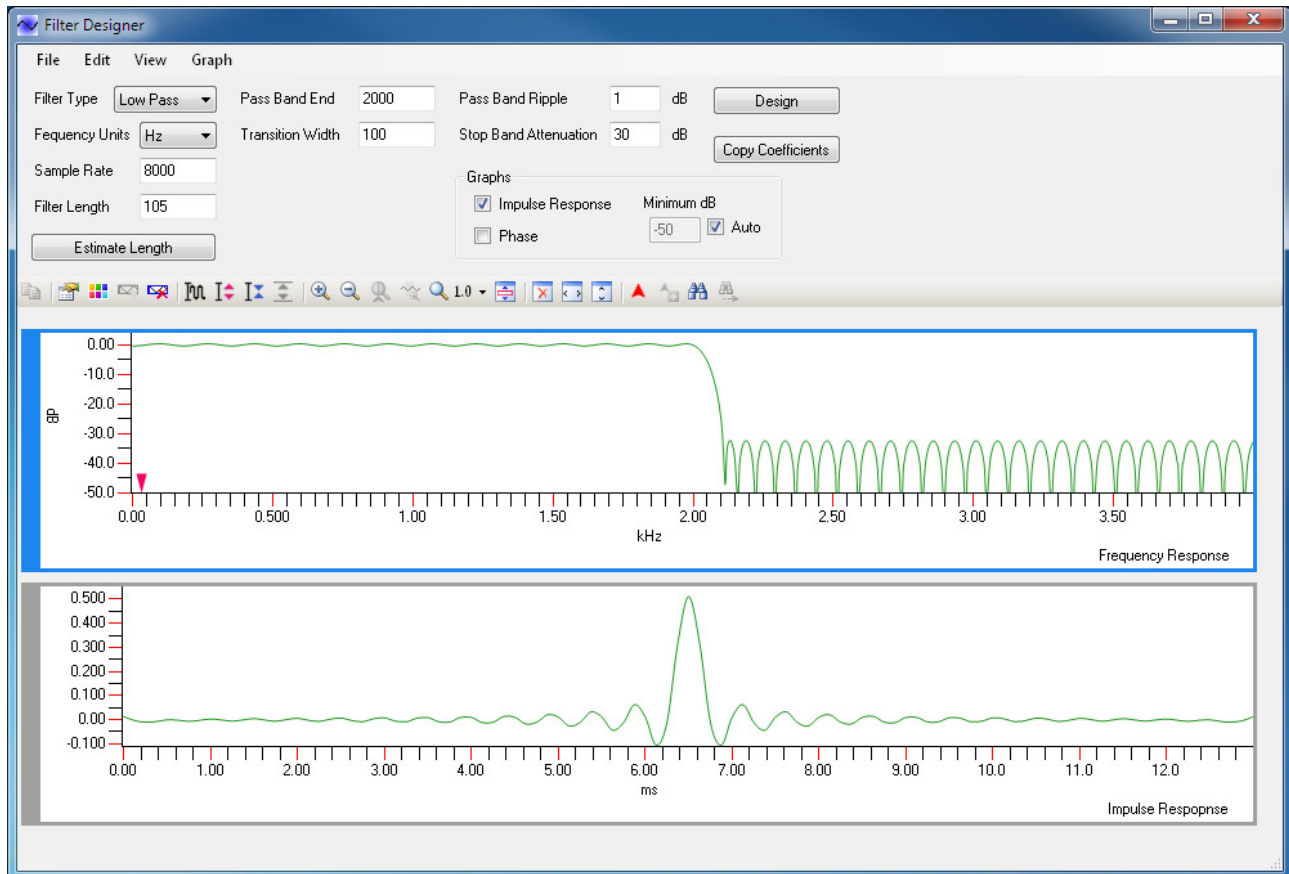 Filter Designer
File Edit View Graph
Filter Type Low Pass Pass Band End 2000 Pass Band Ripple 1 dB Design
Fequency Units Hz Transition Width 100 Stop Band Attenuation 30 dB
Copy Coefficients
Sample Rate 8000
Graphs
Filter Length 105 Impulse Response Minimum dB
Phase -50 Auto
Estimate Length
1.0
0.00
-10.0
-20.0
dB
-30.0
-40.0
-50.0
0.00 0.500 1.00 1.50 2.00 2.50 3.00 3.50
kHz
Frequency Response
0.500
0.400
0.300
0.200
0.100
0.00
-0.100
0.00 1.00 2.00 3.00 4.00 5.00 6.00 7.00 8.00 9.00 10.0 11.0 12.0
ms
Impulse Respopnse